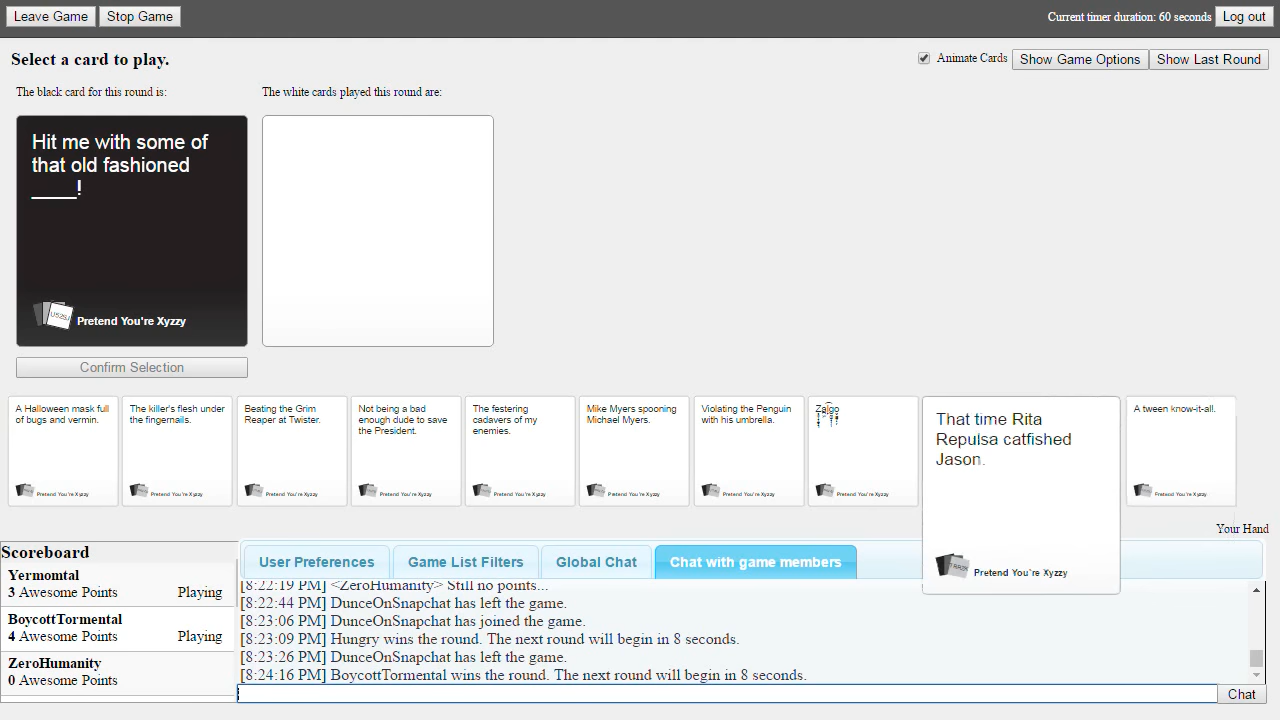 Leave Game Stop Game
Current timer duration: 60 seconds Log out
Select a card to play.
Animate Cards Show Game Options Show Last Round
The black card for this round is:
The white cards played this round are:
Hit me with some of
that old fashioned
____!
Pretend You're Xyzzy
Confirm Selection
A Halloween mask full
of bugs and vermin.
Pretend You're Xyzzy
The killer's flesh under
the fingernails.
Pretend You're Xyzzy
Beating the Grim
Reaper at Twister.
Pretend You're Xyzzy
Not being a bad
enough dude to save
the President.
Pretend You're Xyzzy
The festering
cadavers of my
enemies.
Pretend You're Xyzzy
Mike Myers spooning
Michael Myers.
Pretend You're Xyzzy
Violating the Penguin
with his umbrella.
Pretend You're Xyzzy
Zalgo
Pretend You're Xyzzy
That time Rita
Repulsa catfished
Jason.
Pretend You're Xyzzy
A tween know-it-all.
Pretend You're Xyzzy
Your Hand
Scoreboard
Yermomtal
3 Awesome Points Playing
BoycottTormental
4 Awesome Points Playing
ZeroHumanity
0 Awesome Points
User Preferences Game List Filters Global Chat Chat with game members
[8:22:19 PM] <ZeroHumanity> Still no points...
[8:22:44 PM] DunceOnSnapchat has left the game.
[8:23:06 PM] DunceOnSnapchat has joined the game.
[8:23:09 PM] Hungry wins the round. The next round will begin in 8 seconds.
[8:23:26 PM] DunceOnSnapchat has left the game.
[8:24:16 PM] BoycottTormental wins the round. The next round will begin in 8 seconds.
Chat